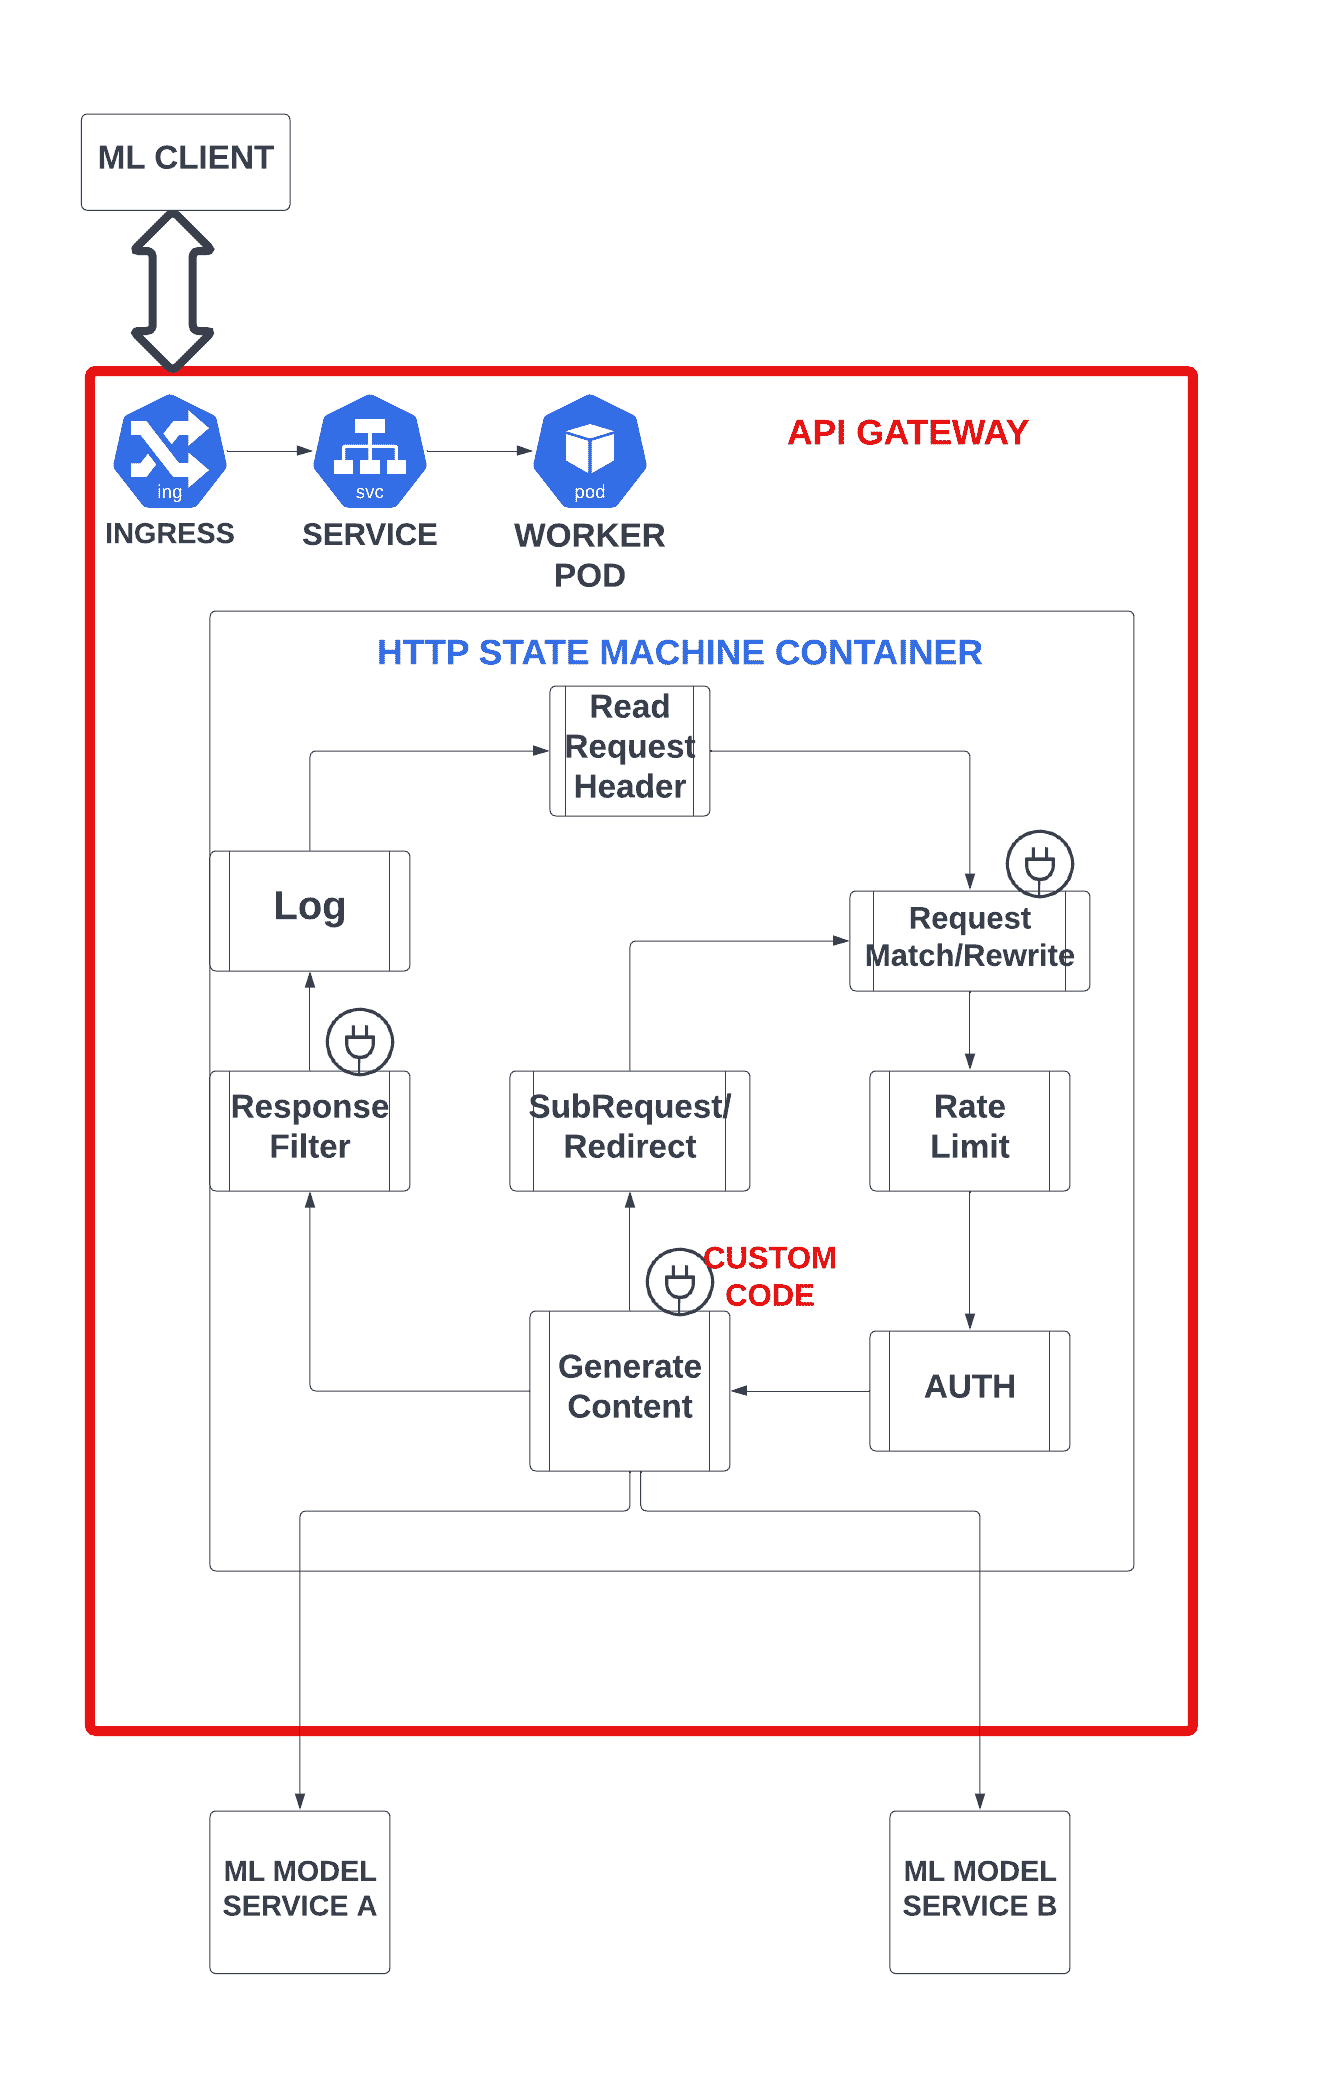 ML CLIENT
API GATEWAY
ing
svc
pod
INGRESS
SERVICE
WORKER
POD
HTTP STATE MACHINE CONTAINER
Read
Request
Header
Log
Request
Match/Rewrite
Response
Filter
SubRequest/
Redirect
Rate
Limit
CUSTOM
CODE
Generate
Content
AUTH
ML MODEL
SERVICE A
ML MODEL
SERVICE B